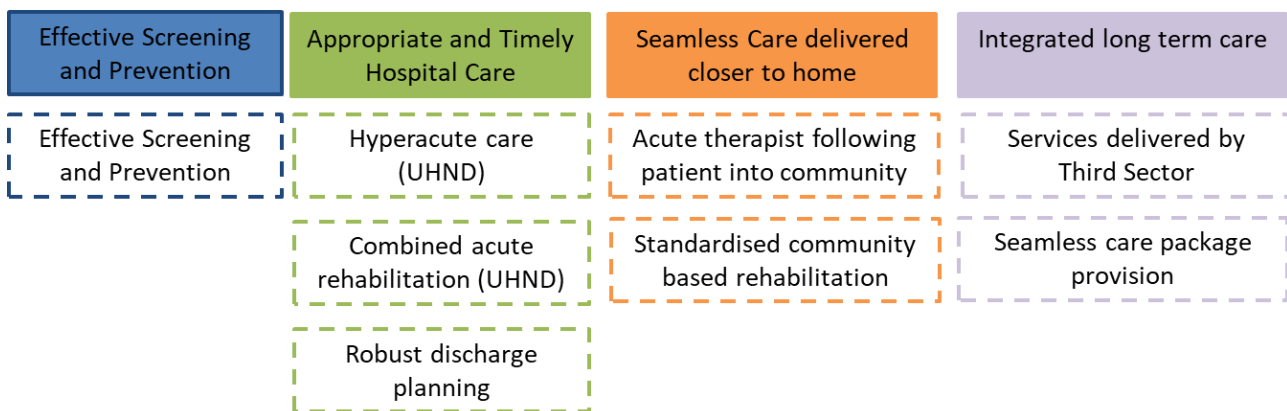 Effective Screening
and Prevention
Appropriate and Timely
Hospital Care
Seamless Care delivered
closer to home
Integrated long term care
Effective Screening
and Prevention
Hyperacute care
(UHND)
Acute therapist following
patient into community
Services delivered by
Third Sector
Combined acute
rehabilitation (UHND)
Standardised community
based rehabilitation
Seamless care package
provision
Robust discharge
planning